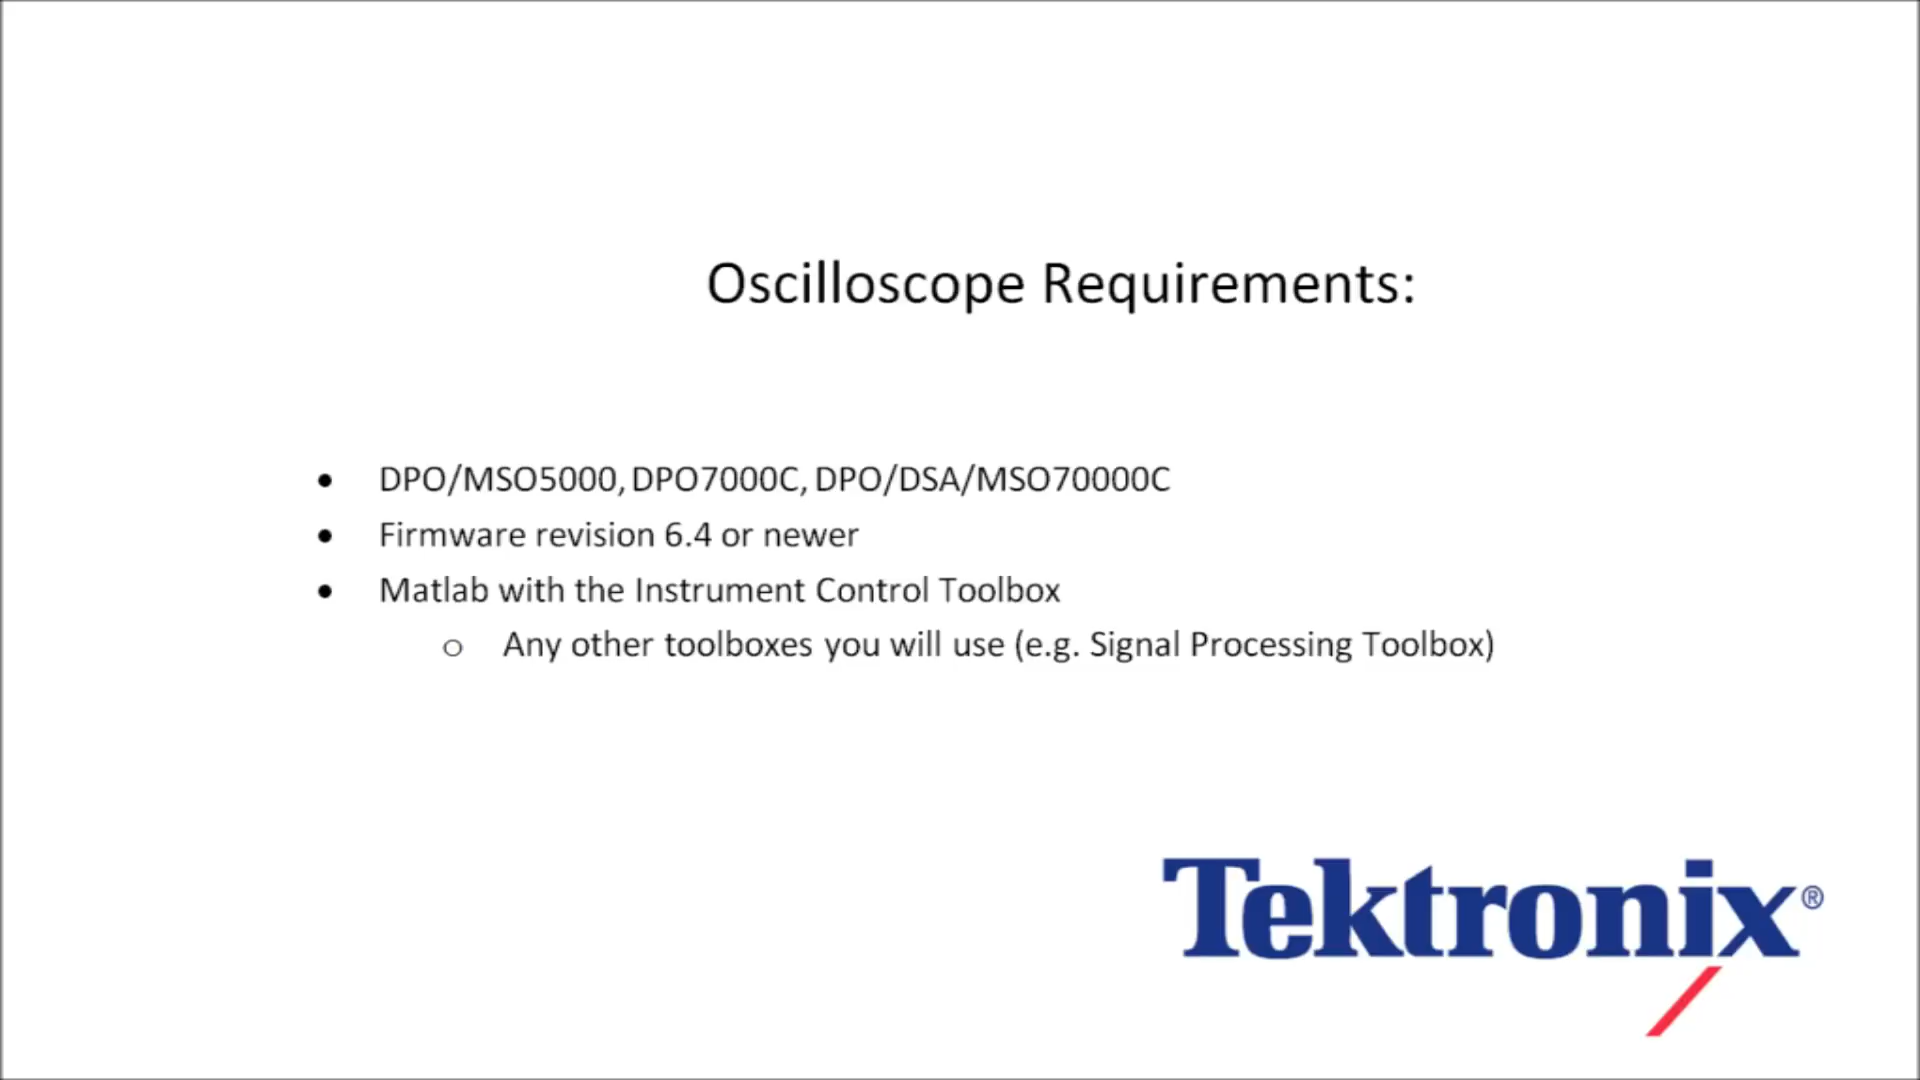 Oscilloscope Requirements:
• DPO/MSO5000, DPO7000C, DPO/DSA/MSO70000C
• Firmware revision 6.4 or newer
• Matlab with the Instrument Control Toolbox
o Any other toolboxes you will use (e.g. Signal Processing Toolbox)
Tektronix®